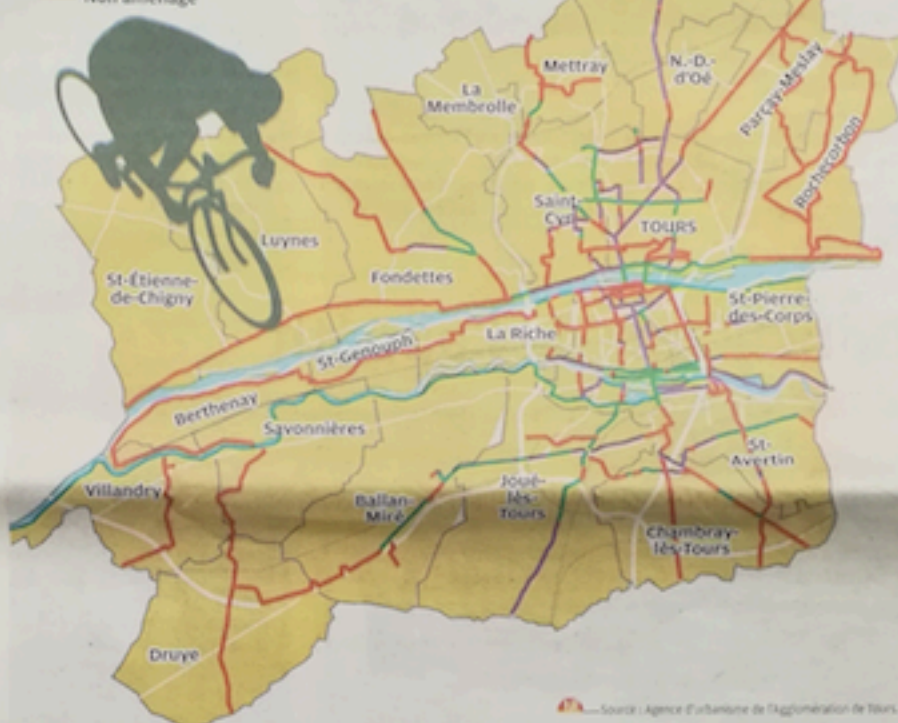 Non aménagé
Mettray
N.-D.-
d'Oé
La
Membrolle
Parçay-Meslay
Rochecorbon
Saint-
Cyr
TOURS
Luynes
St-Étienne-
de-Chigny
Fondettes
St-Pierre-
des-Corps
La Riche
St-Genouph
Berthenay
Savonnières
St-
Avertin
Villandry
Ballan-
Miré
Joué-
lès-
Tours
Chambray-
lès-Tours
Druye
Source : Agence d'urbanisme de l'Agglomération de Tours.